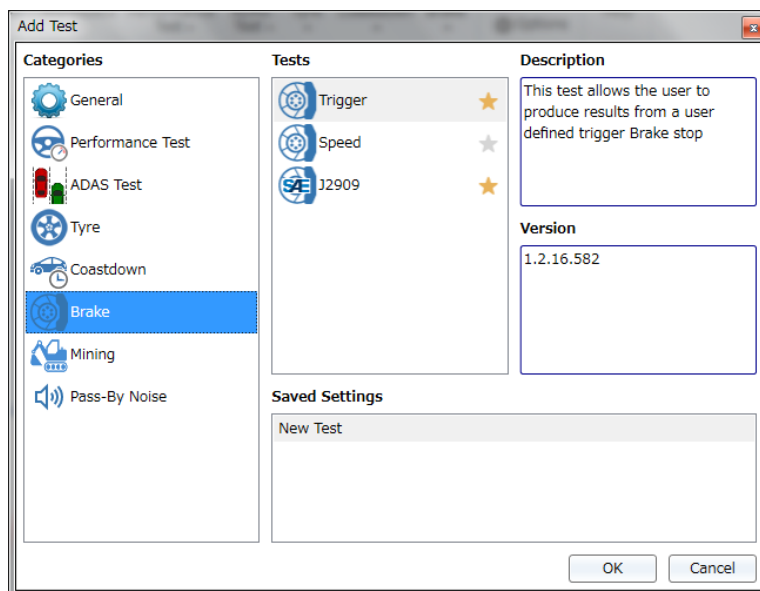 Add Test
Options
Categories
General
Performance Test
ADAS Test
Tyre
Coastdown
Brake
Mining
Pass-By Noise
Tests
Trigger
Speed
SAE J2909
Description
This test allows the user to
produce results from a user
defined trigger Brake stop
Version
1.2.16.582
Saved Settings
New Test
OK
Cancel